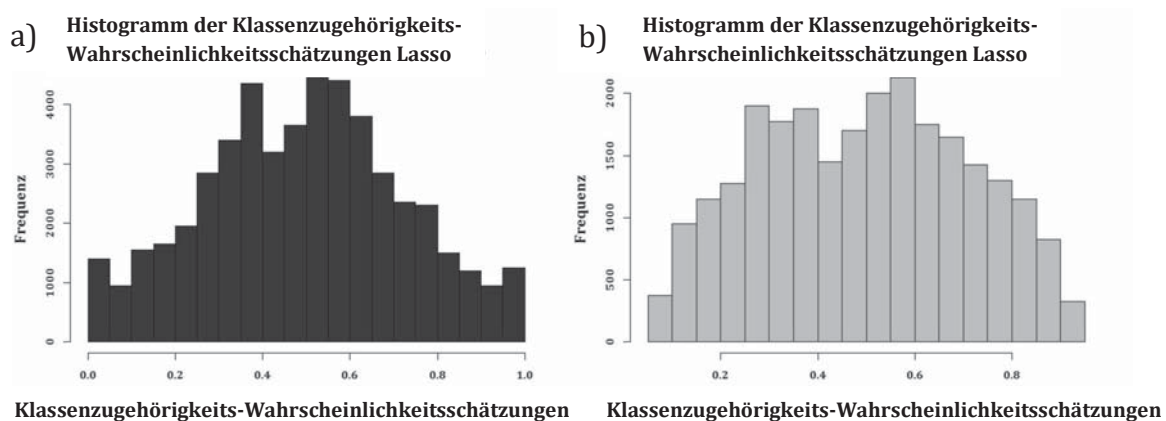 a)
Histogramm der Klassenzugehörigkeits-
Wahrscheinlichkeitsschätzungen Lasso
Frequenz
4000
3000
2000
1000
0
0.0 0.2 0.4 0.6 0.8 1.0
Klassenzugehörigkeits-Wahrscheinlichkeitsschätzungen
b)
Histogramm der Klassenzugehörigkeits-
Wahrscheinlichkeitsschätzungen Lasso
Frequenz
2000
1500
1000
500
0
0.2 0.4 0.6 0.8
Klassenzugehörigkeits-Wahrscheinlichkeitsschätzungen